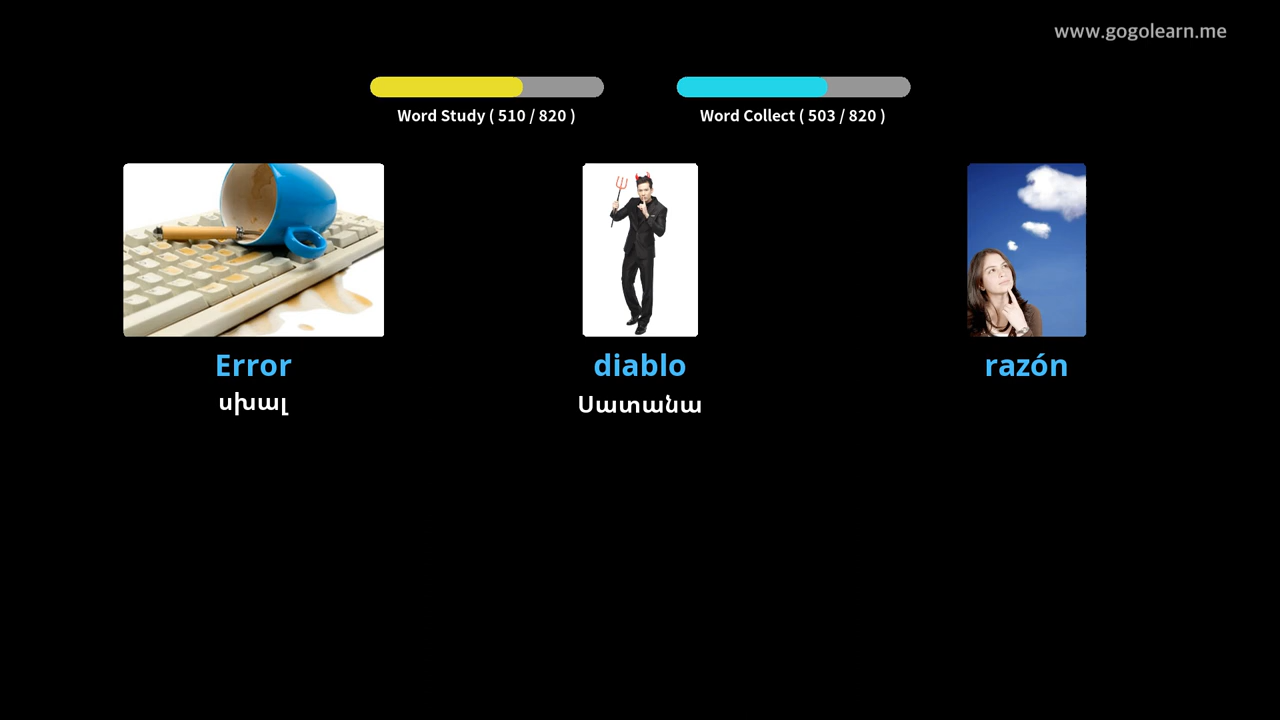 www.gogolearn.me
Word Study ( 510 / 820 )
Word Collect ( 503 / 820 )
Error
սխալ
diablo
Սատանա
razón